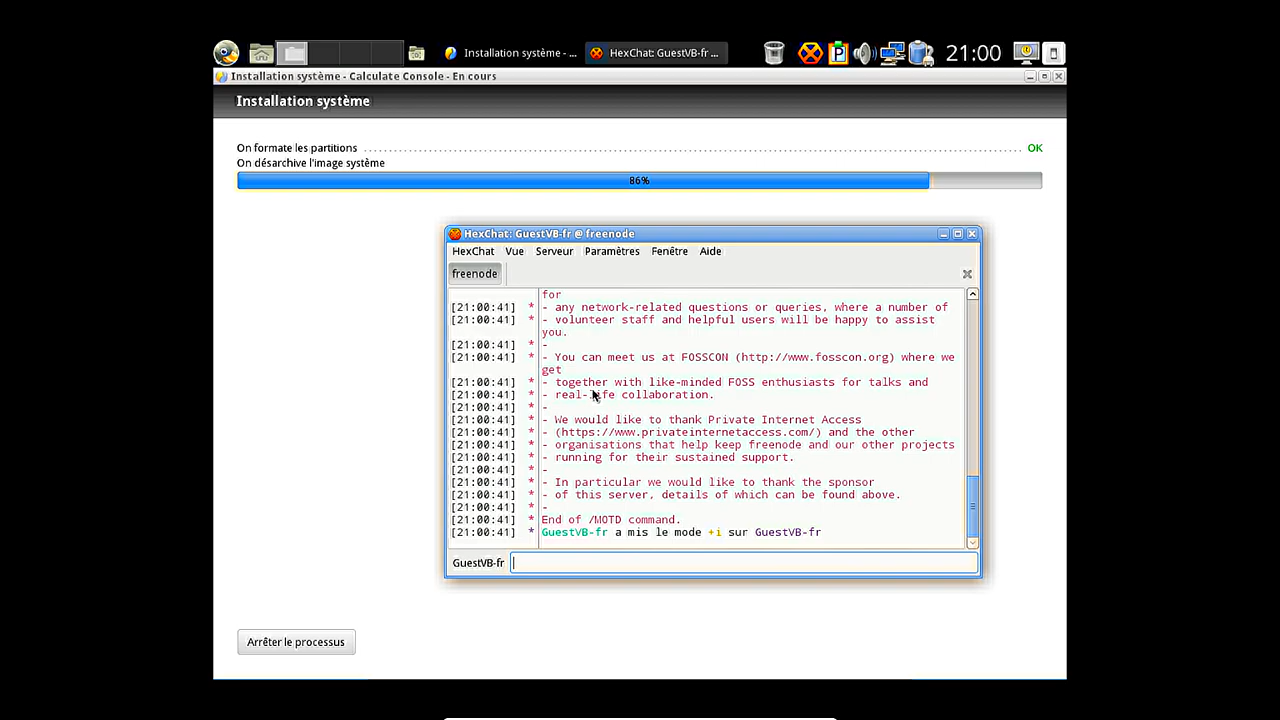 Installation système - ...
HexChat: GuestVB-fr ...
21:00
Installation système - Calculate Console - En cours
Installation système
On formate les partitions
OK
On désarchive l'image système
86%
HexChat: GuestVB-fr @ freenode
HexChat Vue Serveur Paramètres Fenêtre Aide
freenode
for
[21:00:41] * - any network-related questions or queries, where a number of
[21:00:41] * - volunteer staff and helpful users will be happy to assist
you.
[21:00:41] * -
[21:00:41] * - You can meet us at FOSSCON (http://www.fosscon.org) where we
get
[21:00:41] * - together with like-minded FOSS enthusiasts for talks and
[21:00:41] * - real-life collaboration.
[21:00:41] * -
[21:00:41] * - We would like to thank Private Internet Access
[21:00:41] * - (https://www.privateinternetaccess.com/) and the other
[21:00:41] * - organisations that help keep freenode and our other projects
[21:00:41] * - running for their sustained support.
[21:00:41] * -
[21:00:41] * - In particular we would like to thank the sponsor
[21:00:41] * - of this server, details of which can be found above.
[21:00:41] * -
[21:00:41] * End of /MOTD command.
[21:00:41] * GuestVB-fr a mis le mode +i sur GuestVB-fr
GuestVB-fr
Arrêter le processus